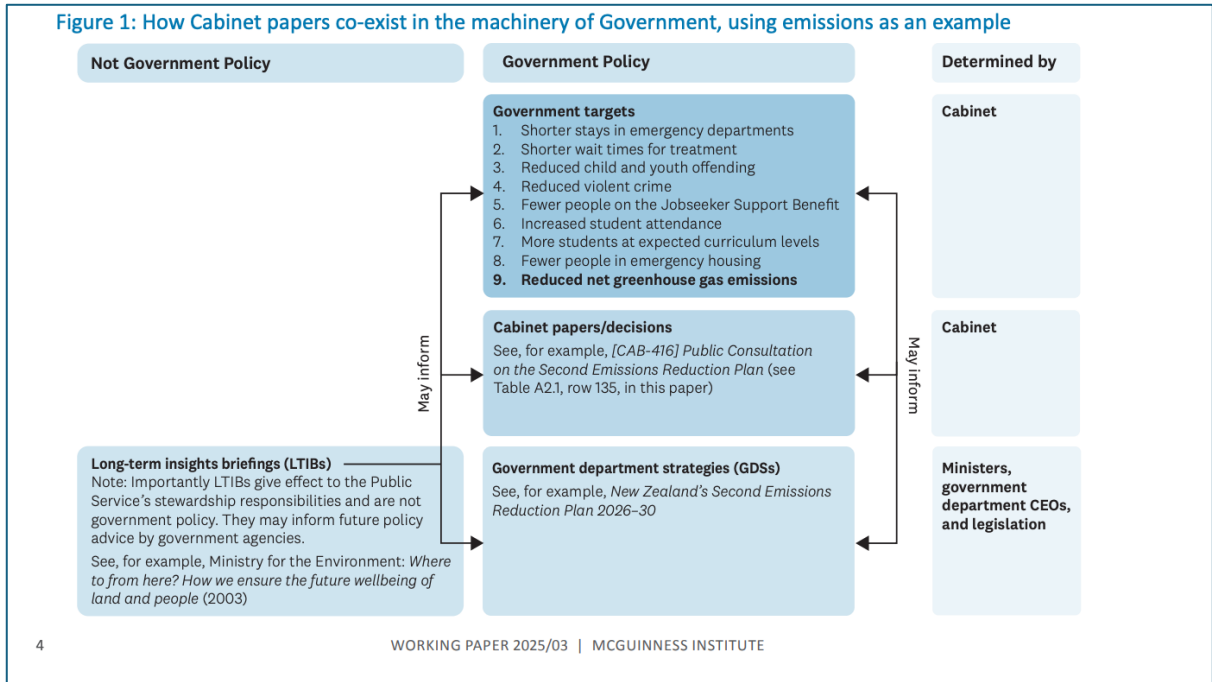 Figure 1: How Cabinet papers co-exist in the machinery of Government, using emissions as an example
Not Government Policy
Government Policy
Determined by
Government targets
1. Shorter stays in emergency departments
2. Shorter wait times for treatment
3. Reduced child and youth offending
4. Reduced violent crime
5. Fewer people on the Jobseeker Support Benefit
6. Increased student attendance
7. More students at expected curriculum levels
8. Fewer people in emergency housing
9. Reduced net greenhouse gas emissions
Cabinet
May inform
Cabinet papers/decisions
See, for example, [CAB-416] Public Consultation
on the Second Emissions Reduction Plan (see
Table A2.1, row 135, in this paper)
May inform
Cabinet
Long-term insights briefings (LTIBs)
Note: Importantly LTIBs give effect to the Public
Service's stewardship responsibilities and are not
government policy. They may inform future policy
advice by government agencies.
See, for example, Ministry for the Environment: Where
to from here? How we ensure the future wellbeing of
land and people (2003)
Government department strategies (GDSs)
See, for example, New Zealand's Second Emissions
Reduction Plan 2026–30
Ministers,
government
department CEOs,
and legislation
4
WORKING PAPER 2025/03 | MCGUINNESS INSTITUTE